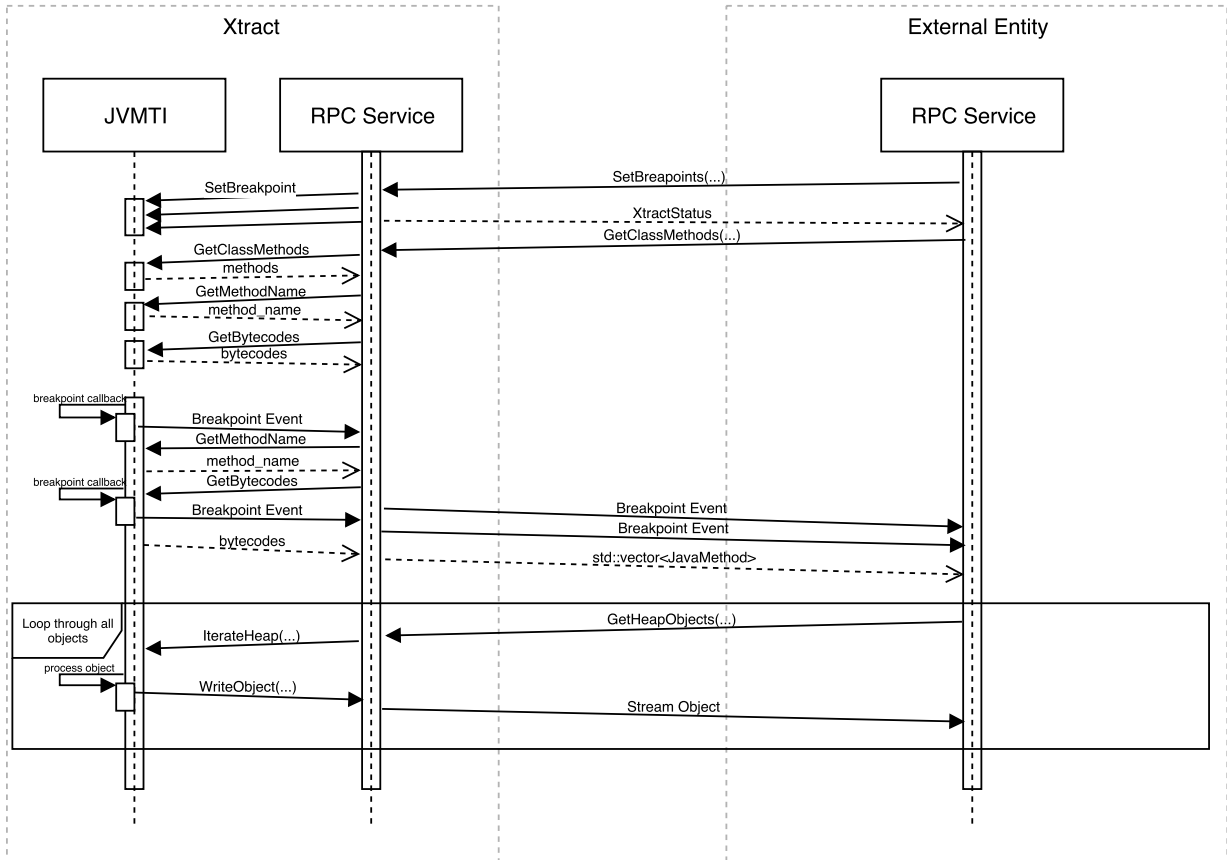 Xtract
External Entity
JVMTI
RPC Service
RPC Service
SetBreapoints(...)
SetBreakpoint
XtractStatus
GetClassMethods(...)
GetClassMethods
methods
GetMethodName
method_name
GetBytecodes
bytecodes
breakpoint callback
Breakpoint Event
GetMethodName
method_name
breakpoint callback
GetBytecodes
Breakpoint Event
Breakpoint Event
Breakpoint Event
bytecodes
std::vector<JavaMethod>
Loop through all
objects
GetHeapObjects(...)
IterateHeap(...)
process object
WriteObject(...)
Stream Object